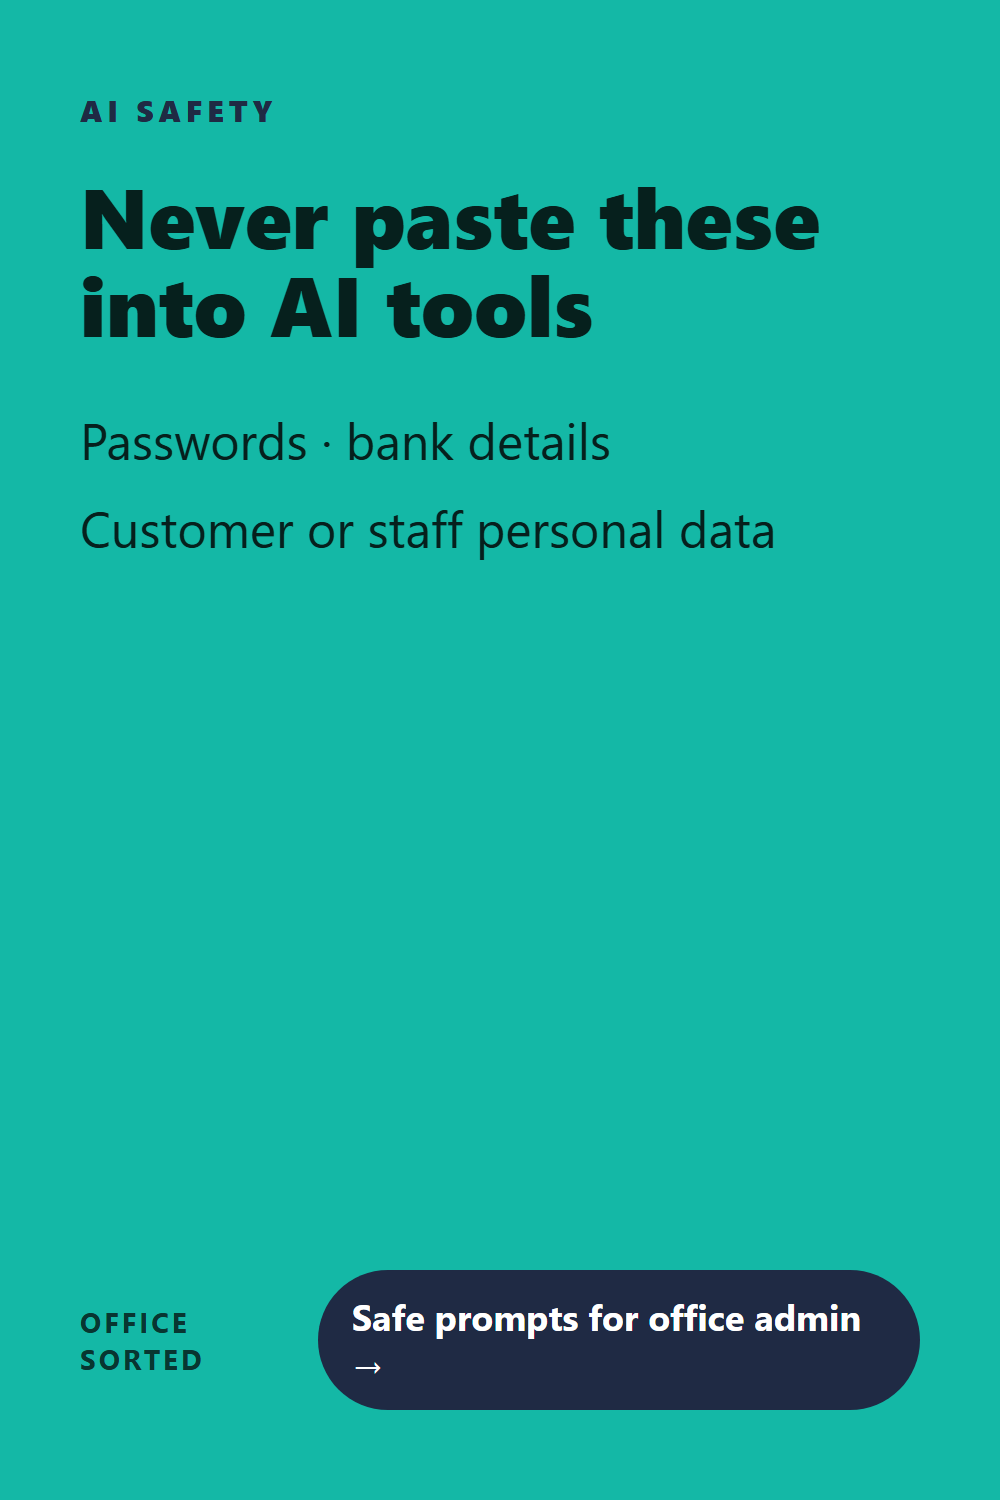 AI SAFETY
Never paste these
into AI tools
Passwords · bank details
Customer or staff personal data
OFFICE
SORTED
Safe prompts for office admin
→